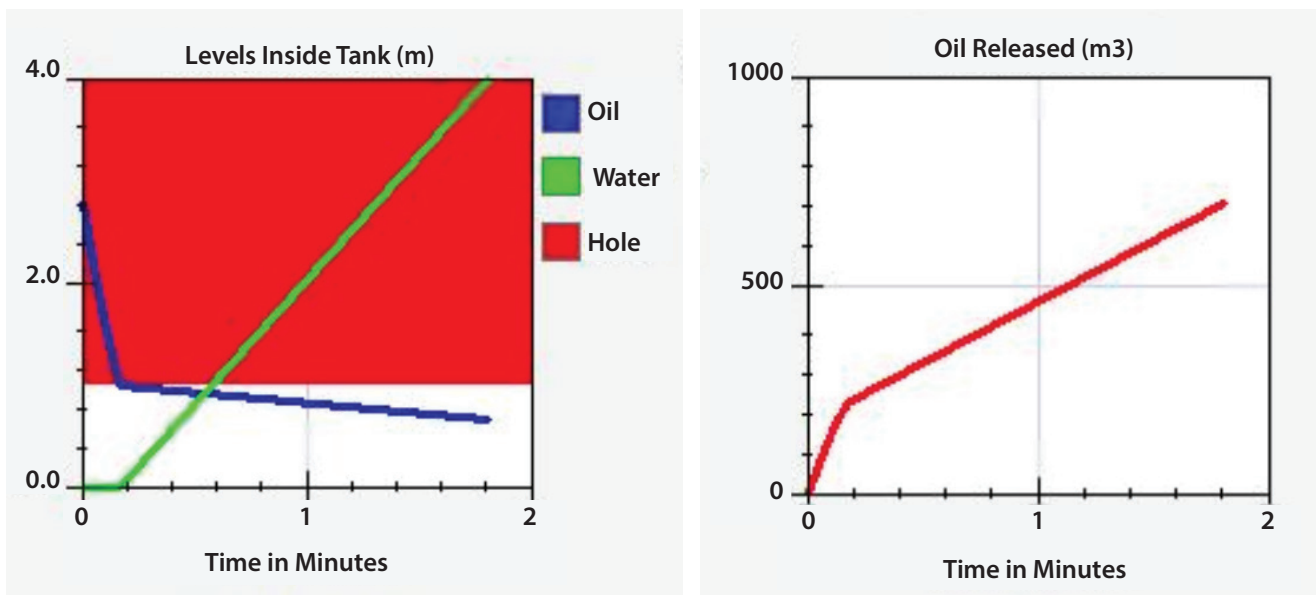 Levels Inside Tank (m)
4.0
2.0
0.0
0
1
2
Time in Minutes
Oil
Water
Hole
Oil Released (m3)
1000
500
0
0
1
2
Time in Minutes